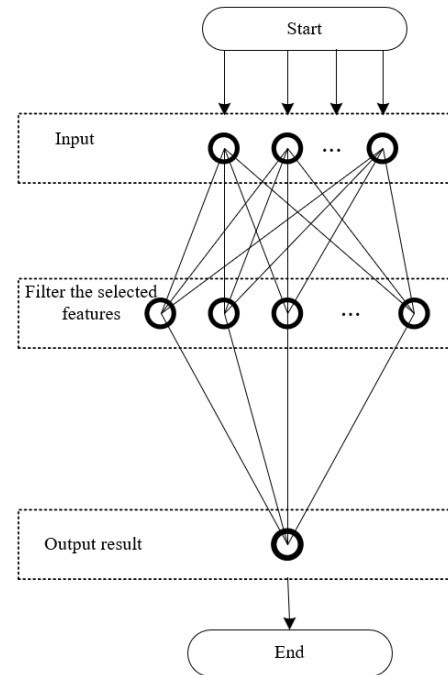 Start
Input
...
Filter the selected
features
...
Output result
End